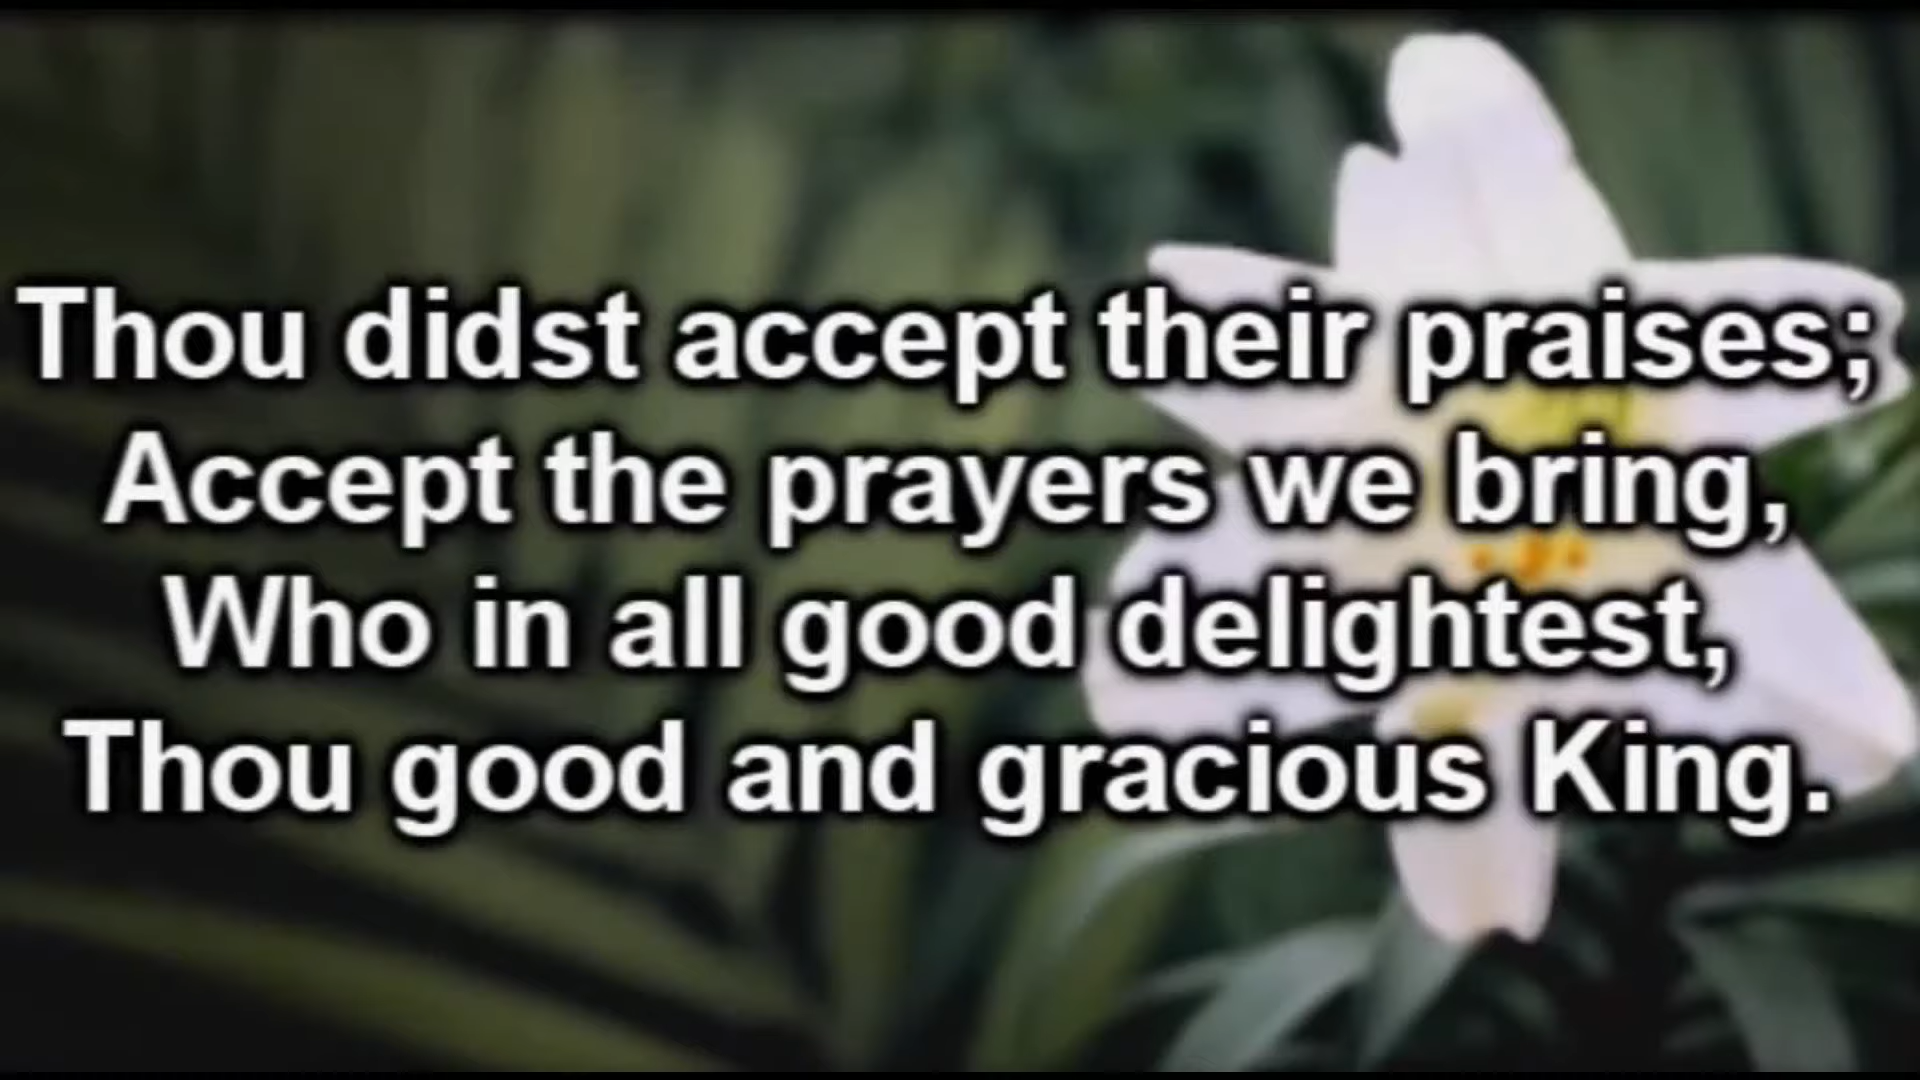 Thou didst accept their praises;
Accept the prayers we bring,
Who in all good delightest,
Thou good and gracious King.